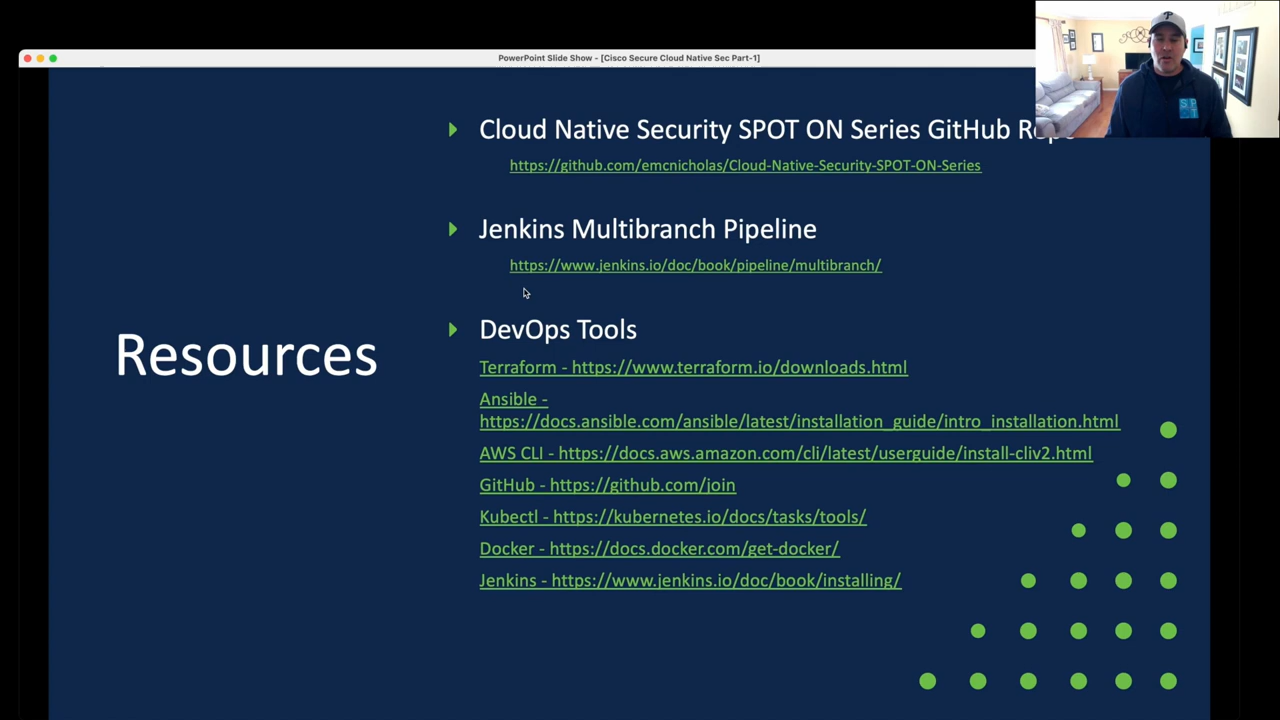 PowerPoint Slide Show - [Cisco Secure Cloud Native Sec Part-1]
Cloud Native Security SPOT ON Series GitHub Repo
https://github.com/emcnicholas/Cloud-Native-Security-SPOT-ON-Series
Jenkins Multibranch Pipeline
https://www.jenkins.io/doc/book/pipeline/multibranch/
Resources
DevOps Tools
Terraform - https://www.terraform.io/downloads.html
Ansible -
https://docs.ansible.com/ansible/latest/installation_guide/intro_installation.html
AWS CLI - https://docs.aws.amazon.com/cli/latest/userguide/install-cliv2.html
GitHub - https://github.com/join
Kubectl - https://kubernetes.io/docs/tasks/tools/
Docker - https://docs.docker.com/get-docker/
Jenkins - https://www.jenkins.io/doc/book/installing/